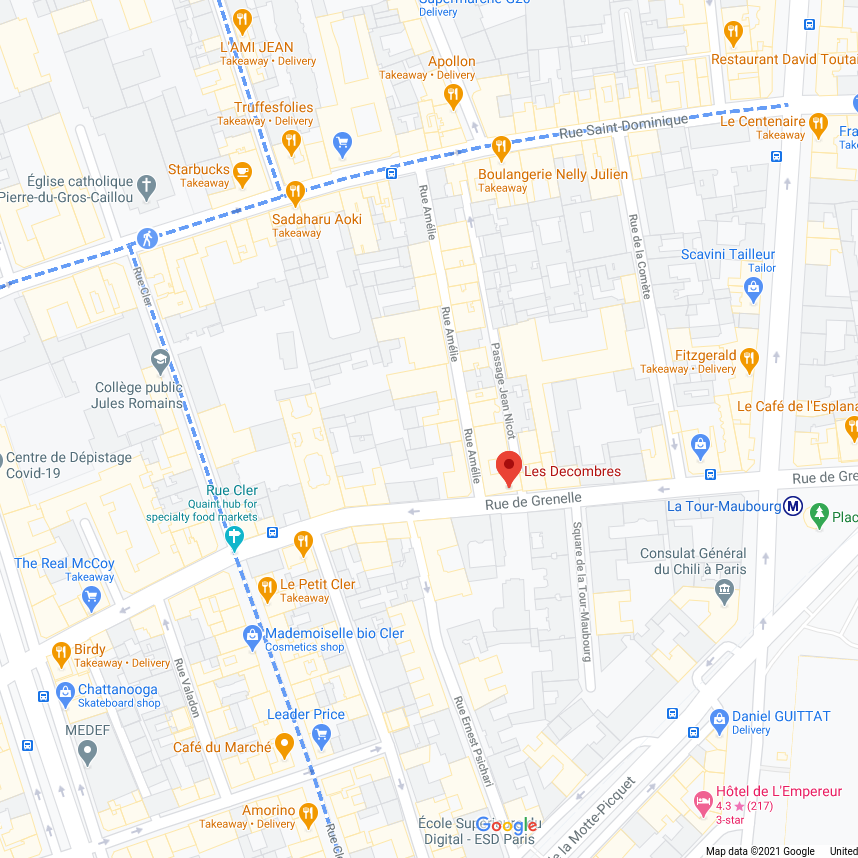 Supermarché G20
Delivery
L'AMI JEAN
Takeaway • Delivery
Apollon
Takeaway • Delivery
Restaurant David Toutai
Truffesfolies
Takeaway • Delivery
Rue Saint-Dominique
Le Centenaire
Takeaway
Fra
Take
Starbucks
Takeaway
Boulangerie Nelly Julien
Takeaway
Église catholique
Pierre-du-Gros-Caillou
Sadaharu Aoki
Takeaway
Rue Amélie
Rue de la Comète
Scavini Tailleur
Tailor
Rue Cler
Rue Amélie
Passage Jean Nicot
Fitzgerald
Takeaway • Delivery
Collège public
Jules Romains
Le Café de l'Esplana
Rue Amélie
Centre de Dépistage
Covid-19
Les Decombres
Rue de Gre
Rue de Grenelle
La Tour-Maubourg
M
Plac
Rue Cler
Quaint hub for
specialty food markets
Square de la Tour-Maubourg
Consulat Général
du Chili à Paris
The Real McCoy
Takeaway
Le Petit Cler
Takeaway
Mademoiselle bio Cler
Cosmetics shop
Birdy
Takeaway • Delivery
Rue Valadon
Chattanooga
Skateboard shop
Leader Price
Rue Ernest Psichari
Daniel GUITTAT
Delivery
MEDEF
Café du Marché
Hôtel de L'Empereur
4.3 ★ (217)
3-star
Amorino
Takeaway • Delivery
Rue Cle
École Supérieure du
Digital - ESD Paris
Google
de la Motte-Picquet
Map data ©2021 Google
United